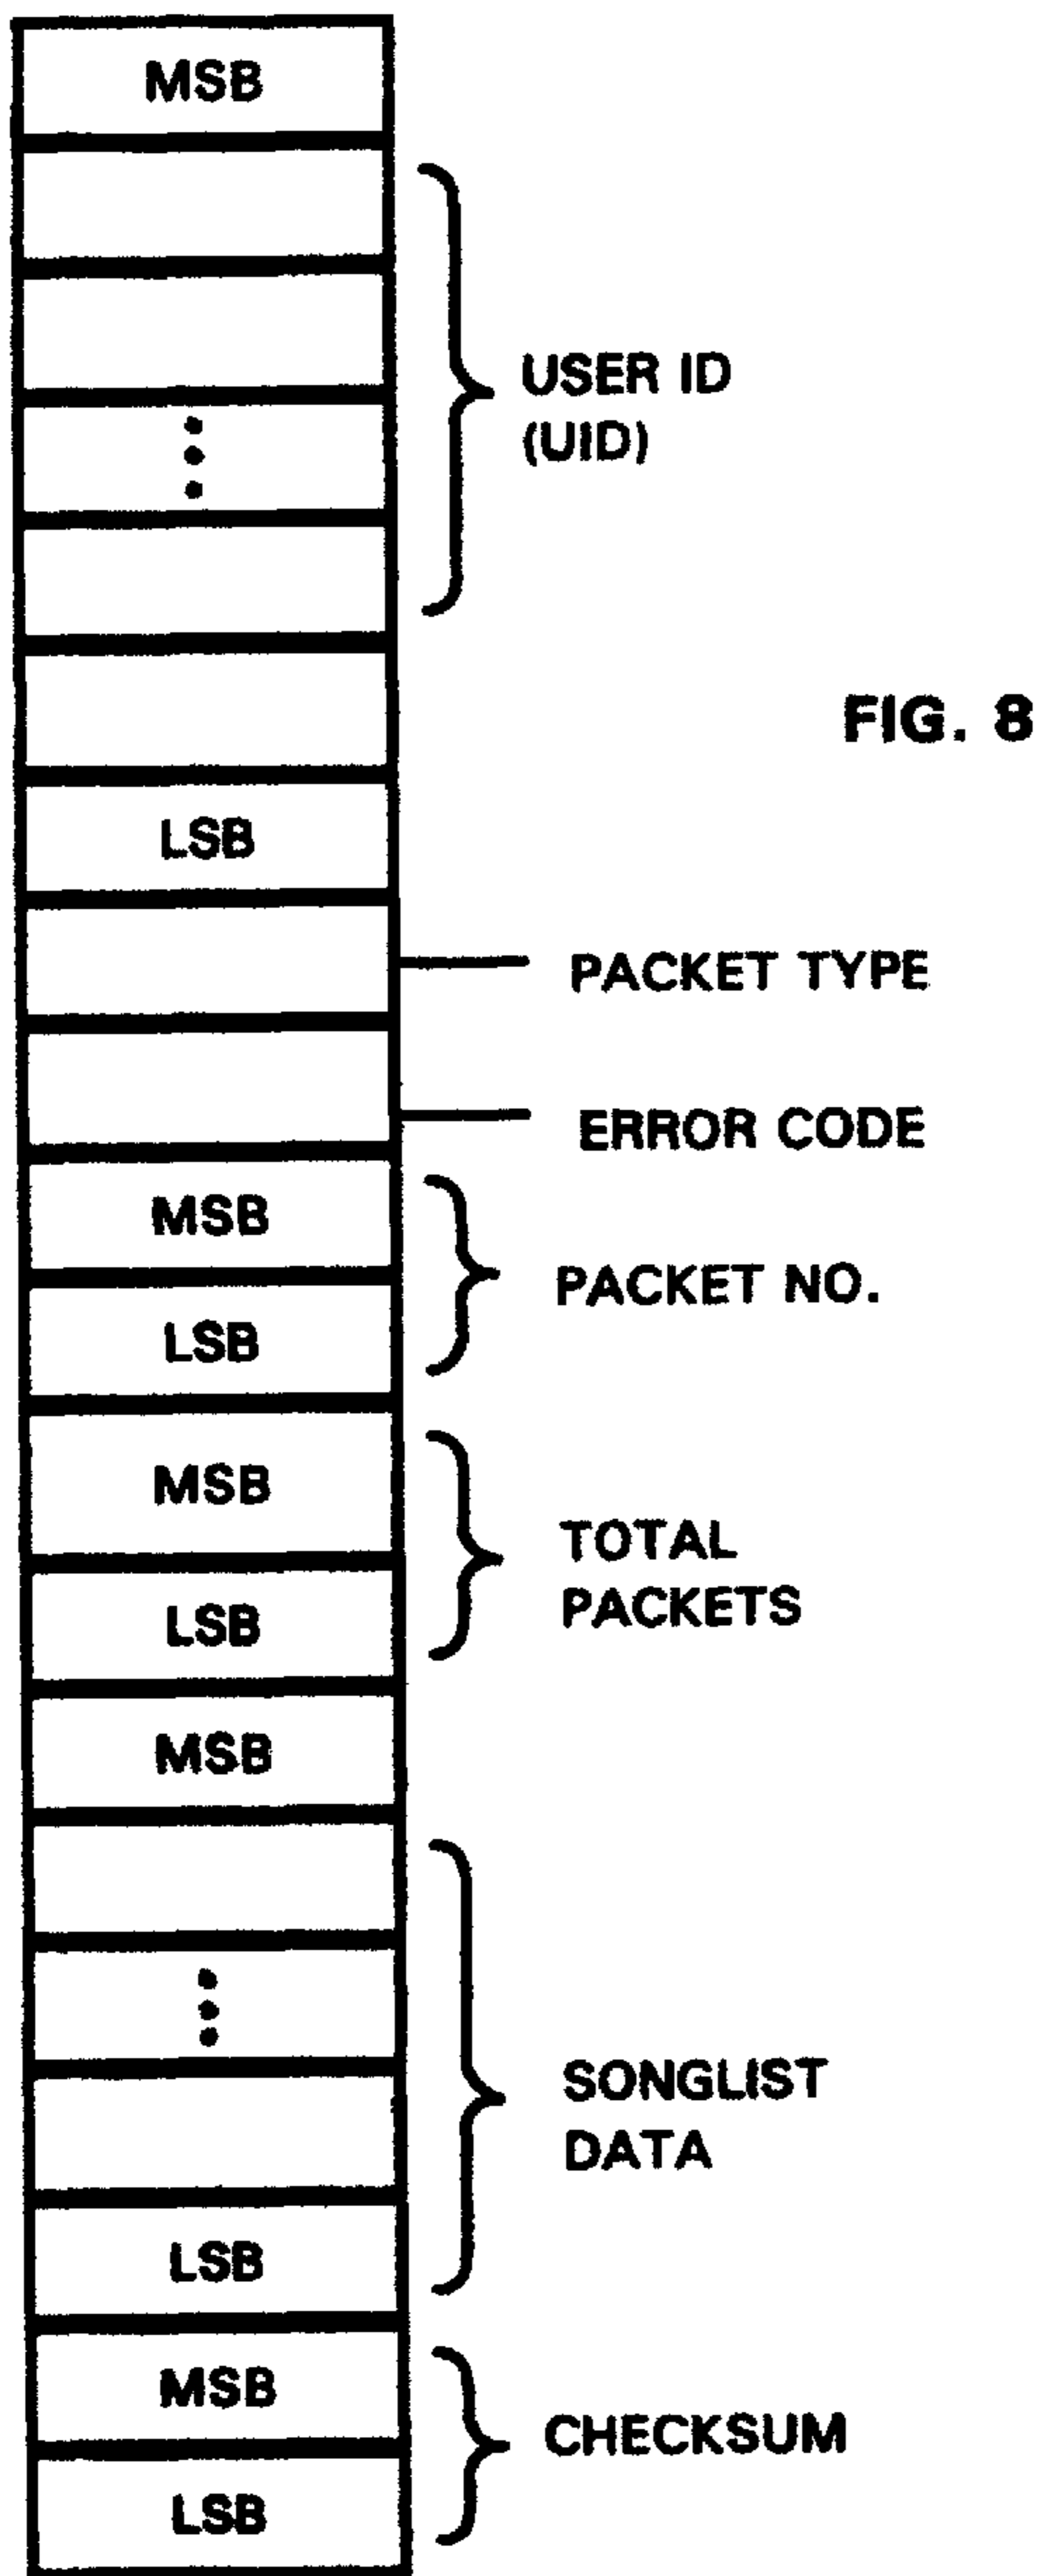 MSB
USER ID
(UID)
FIG. 8
LSB
PACKET TYPE
ERROR CODE
MSB
PACKET NO.
LSB
MSB
TOTAL
PACKETS
LSB
MSB
SONGLIST
DATA
LSB
MSB
CHECKSUM
LSB